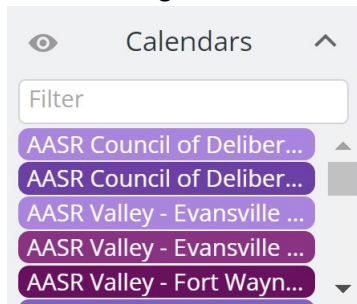 Calendars
Filter
AASR Council of Deliber...
AASR Council of Deliber...
AASR Valley - Evansville ...
AASR Valley - Evansville ...
AASR Valley - Fort Wayn...